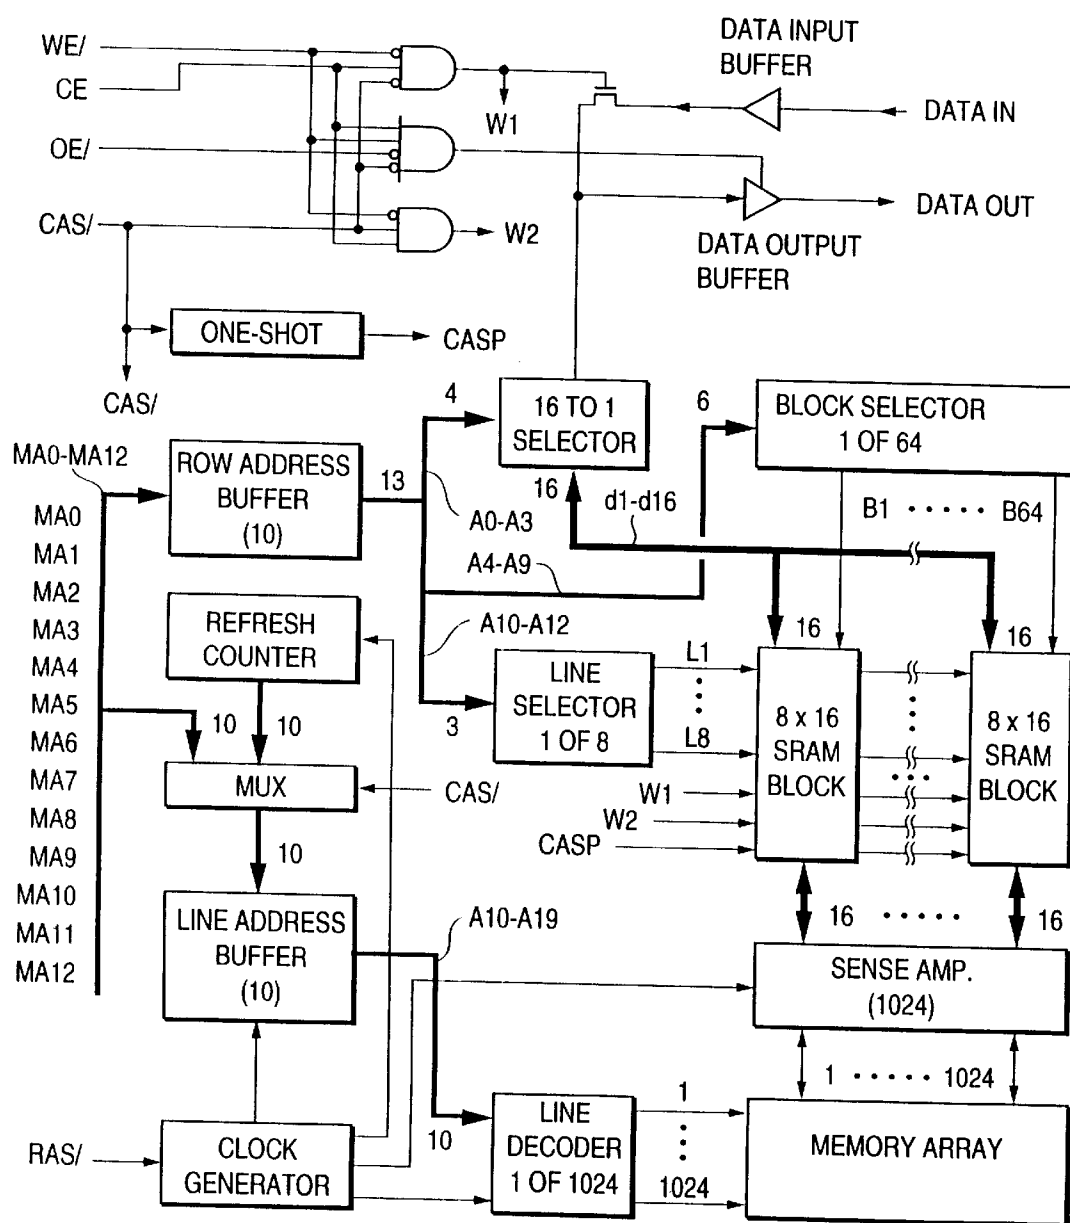 WE/
CE
OE/
CAS/
W1
W2
DATA INPUT
BUFFER
DATA IN
DATA OUT
DATA OUTPUT
BUFFER
ONE-SHOT
CASP
CAS/
MA0-MA12
MA0
MA1
MA2
MA3
MA4
MA5
MA6
MA7
MA8
MA9
MA10
MA11
MA12
ROW ADDRESS
BUFFER
(10)
13
4
16 TO 1
SELECTOR
16
d1-d16
6
BLOCK SELECTOR
1 OF 64
B1 ····· B64
A0-A3
A4-A9
A10-A12
REFRESH
COUNTER
10
10
MUX
CAS/
10
3
LINE
SELECTOR
1 OF 8
L1
L8
W1
W2
CASP
16
8 x 16
SRAM
BLOCK
16
8 x 16
SRAM
BLOCK
16 ····· 16
LINE ADDRESS
BUFFER
(10)
A10-A19
SENSE AMP.
(1024)
1 ····· 1024
RAS/
CLOCK
GENERATOR
10
LINE
DECODER
1 OF 1024
1
1024
MEMORY ARRAY